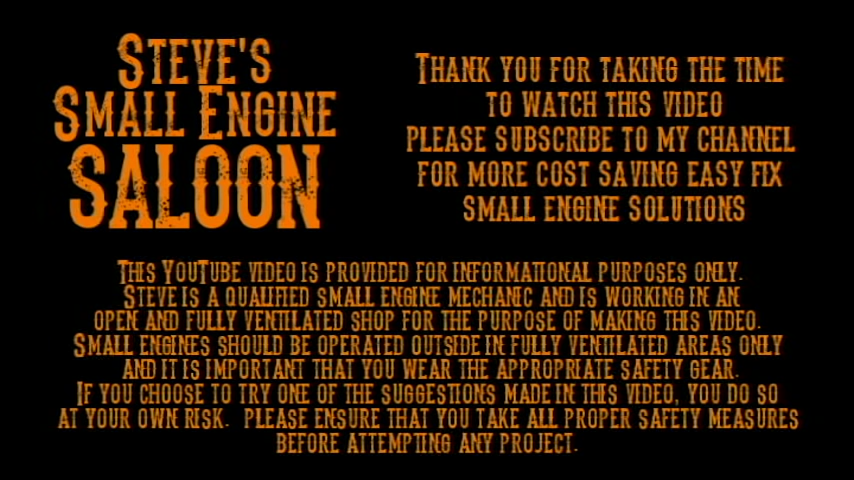 Steve's
Small Engine
SALOON
Thank you for taking the time
to watch this video
please subscribe to my channel
for more cost saving easy fix
small engine solutions
This YouTube video is provided for informational purposes only.
Steve is a qualified small engine mechanic and is working in an
open and fully ventilated shop for the purpose of making this video.
Small engines should be operated outside in fully ventilated areas only
and it is important that you wear the appropriate safety gear.
If you choose to try one of the suggestions made in this video, you do so
at your own risk. please ensure that you take all proper safety measures
before attempting any project.